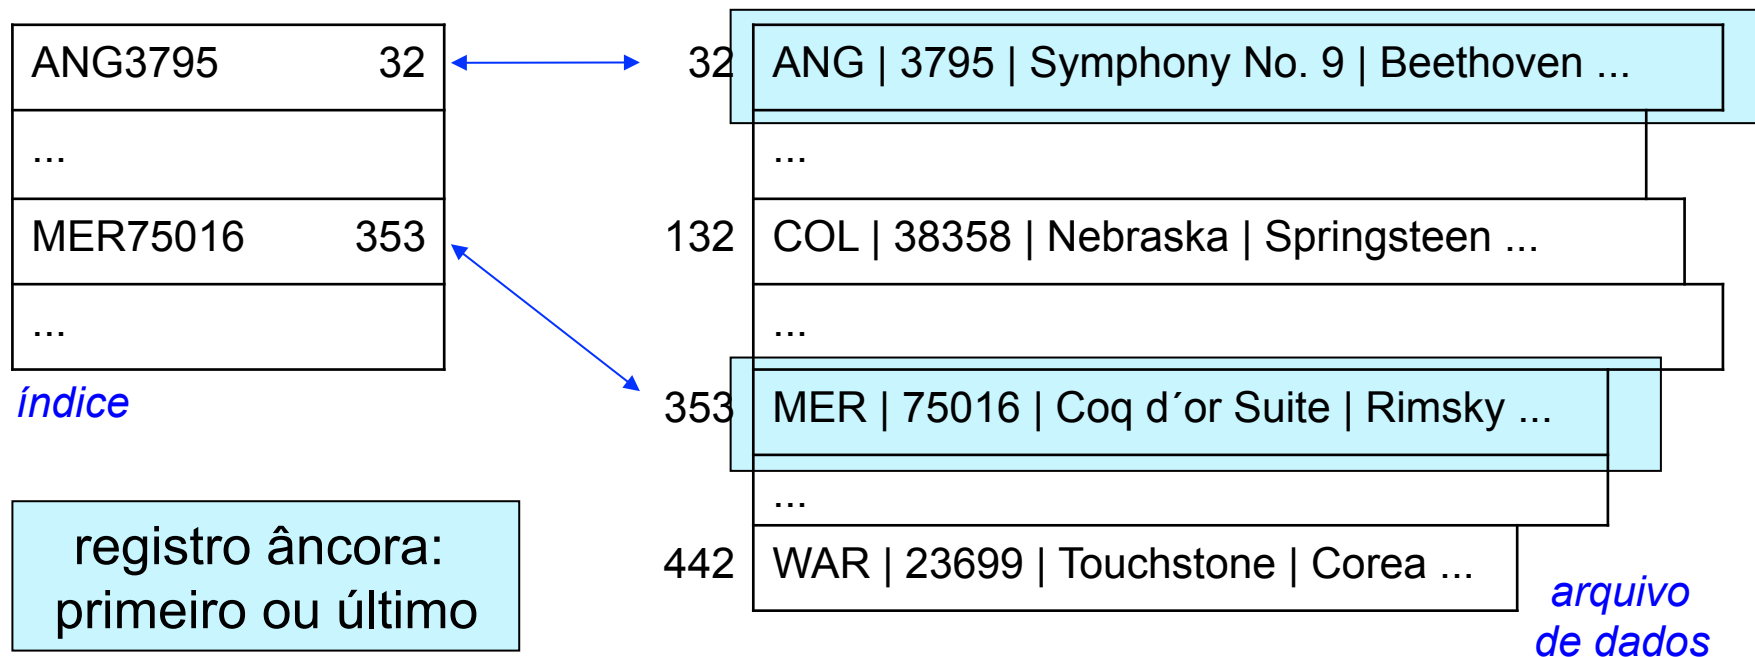 ANG3795 32
...
MER75016 353
...
índice
registro âncora:
primeiro ou último
32 ANG | 3795 | Symphony No. 9 | Beethoven ...
...
132 COL | 38358 | Nebraska | Springsteen ...
...
353 MER | 75016 | Coq d´or Suite | Rimsky ...
...
442 WAR | 23699 | Touchstone | Corea ...
arquivo
de dados